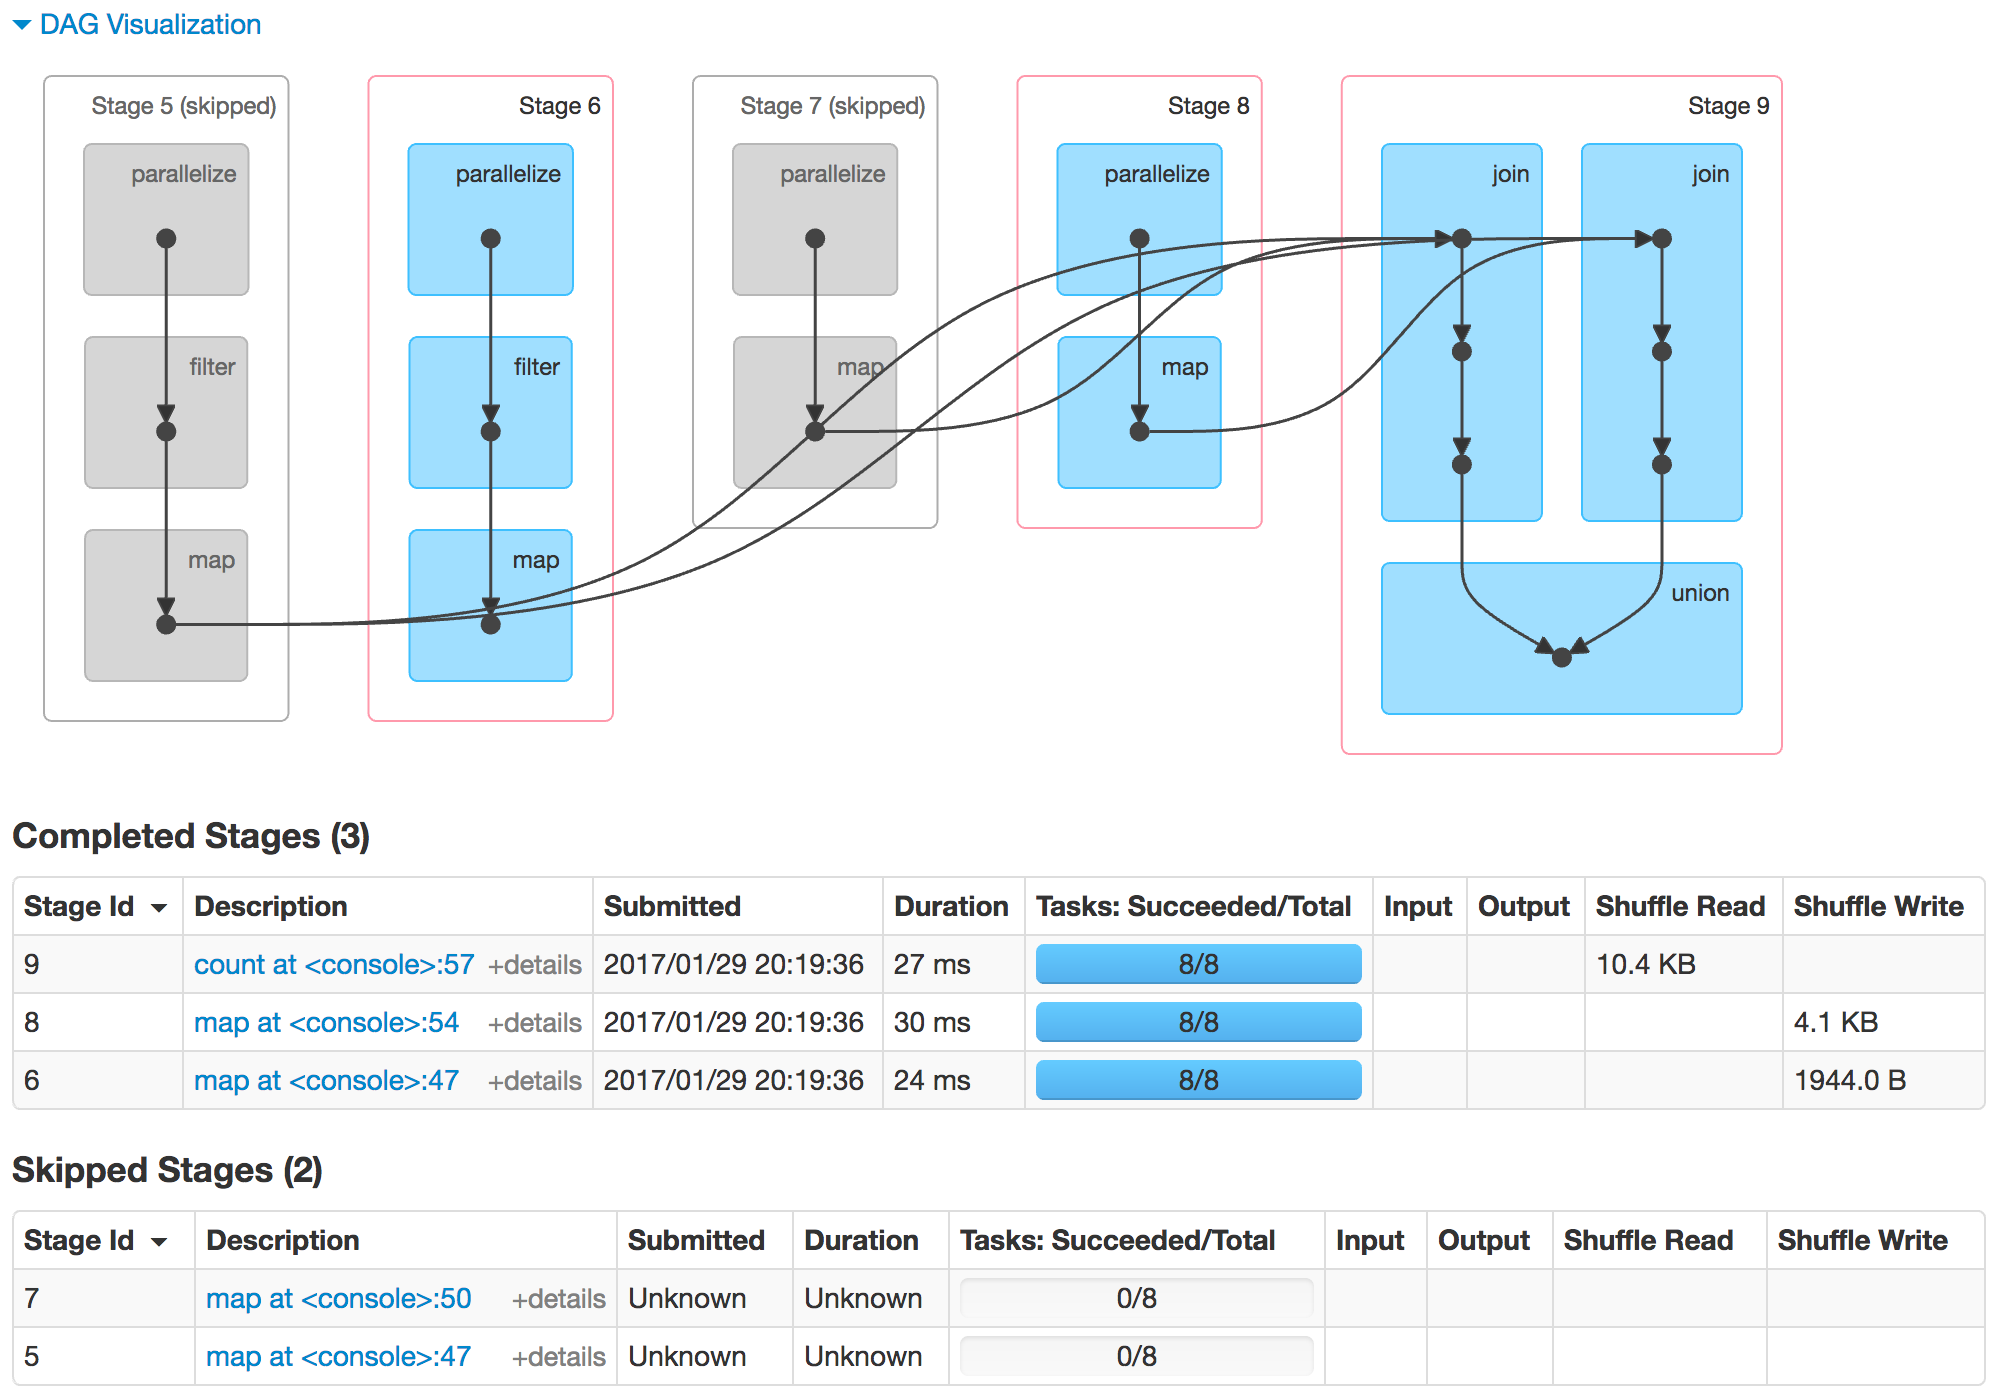 DAG Visualization
Stage 5 (skipped)
parallelize
filter
map
Stage 6
parallelize
filter
map
Stage 7 (skipped)
parallelize
map
Stage 8
parallelize
map
Stage 9
join
join
union
Completed Stages (3)
Stage Id Description Submitted Duration Tasks: Succeeded/Total Input Output Shuffle Read Shuffle Write
9 count at <console>:57 +details 2017/01/29 20:19:36 27 ms 8/8 10.4 KB
8 map at <console>:54 +details 2017/01/29 20:19:36 30 ms 8/8 4.1 KB
6 map at <console>:47 +details 2017/01/29 20:19:36 24 ms 8/8 1944.0 B
Skipped Stages (2)
Stage Id Description Submitted Duration Tasks: Succeeded/Total Input Output Shuffle Read Shuffle Write
7 map at <console>:50 +details Unknown Unknown 0/8
5 map at <console>:47 +details Unknown Unknown 0/8